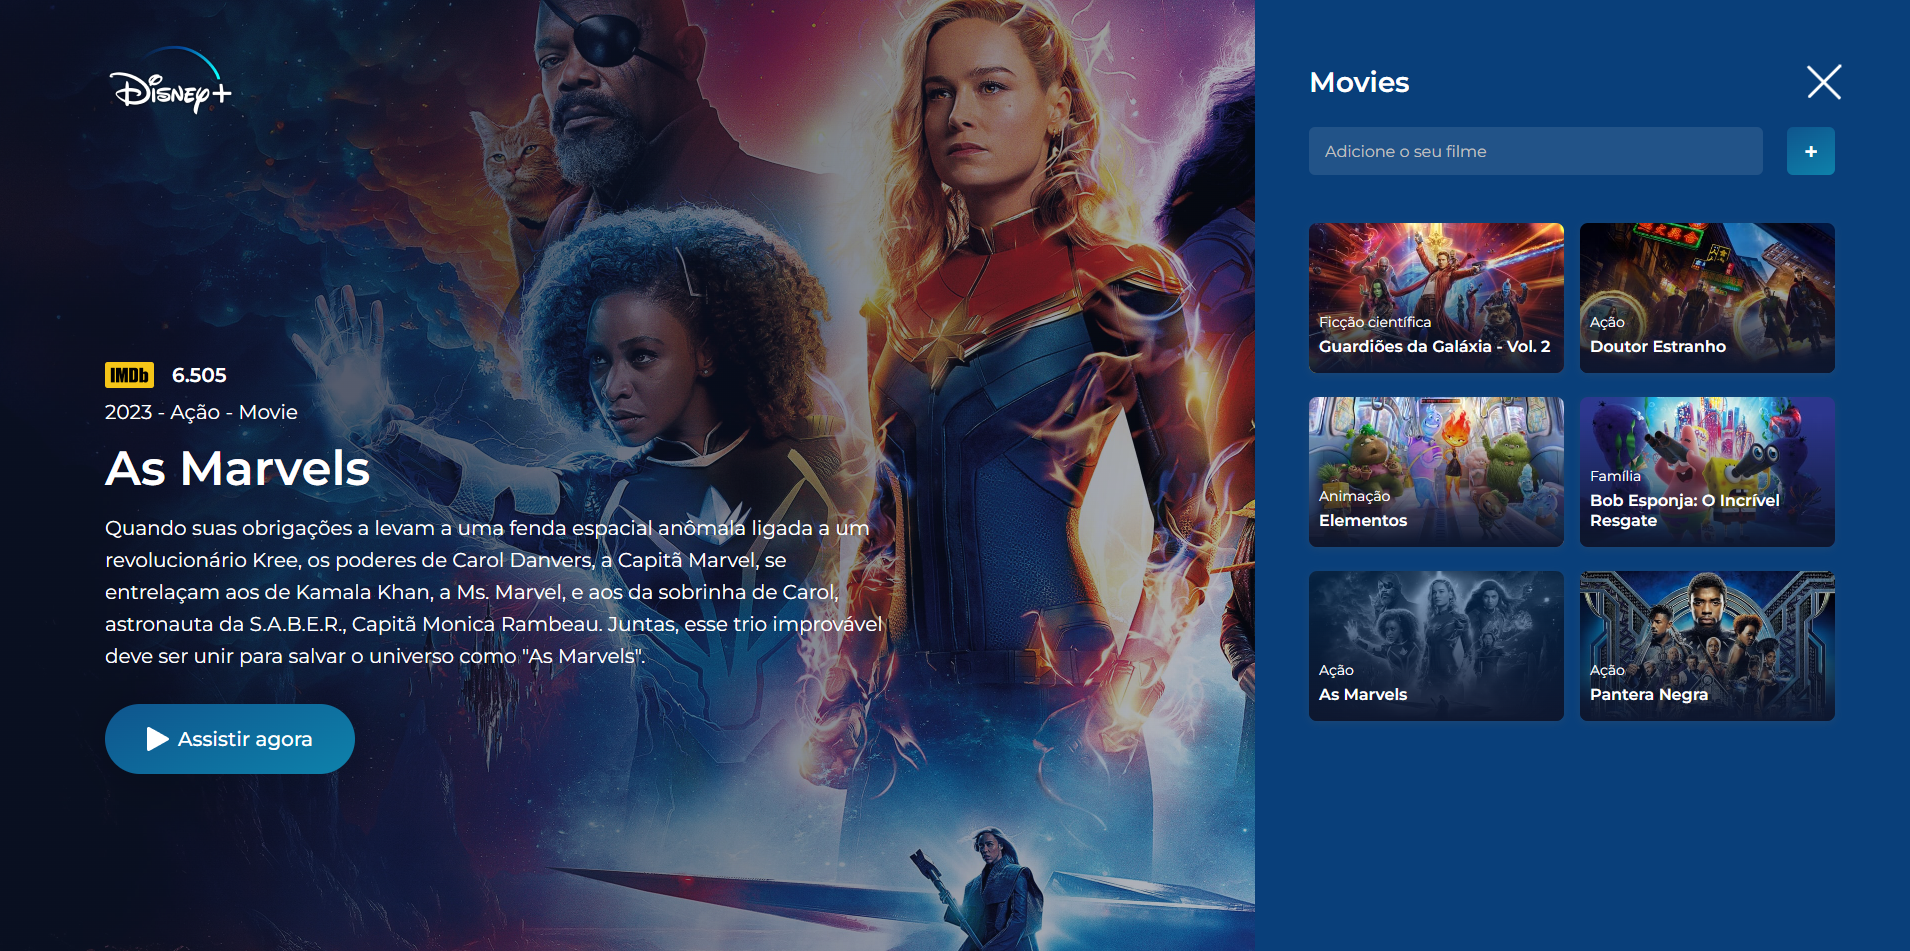 Disney+
IMDb 6.505
2023 - Ação - Movie
As Marvels
Quando suas obrigações a levam a uma fenda espacial anômala ligada a um
revolucionário Kree, os poderes de Carol Danvers, a Capitã Marvel, se
entrelaçam aos de Kamala Khan, a Ms. Marvel, e aos da sobrinha de Carol,
astronauta da S.A.B.E.R., Capitã Monica Rambeau. Juntas, esse trio improvável
deve ser unir para salvar o universo como "As Marvels".
Assistir agora
Movies
Adicione o seu filme
+
Ficção científica
Guardiões da Galáxia - Vol. 2
Ação
Doutor Estranho
Animação
Elementos
Família
Bob Esponja: O Incrível
Resgate
Ação
As Marvels
Ação
Pantera Negra